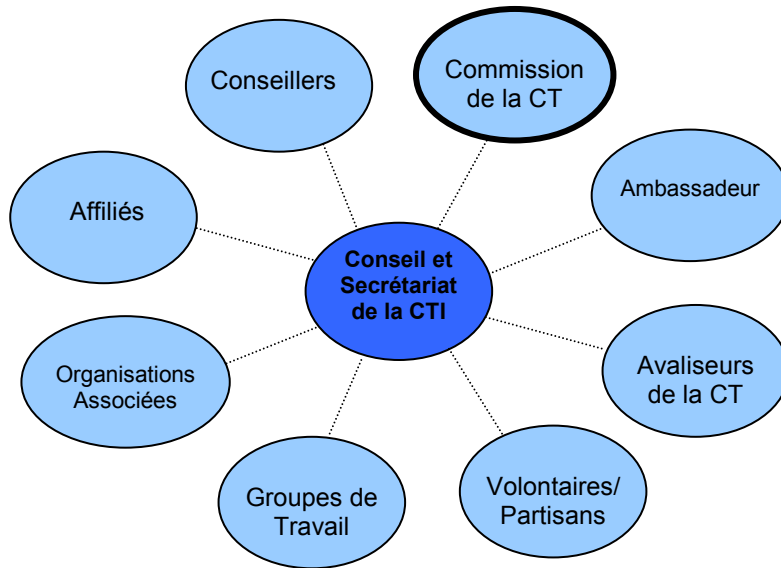 Conseillers
Commission
de la CT
Ambassadeur
Affiliés
Conseil et
Secrétariat
de la CTI
Avaliseurs
de la CT
Organisations
Associées
Volontaires/
Partisans
Groupes de
Travail